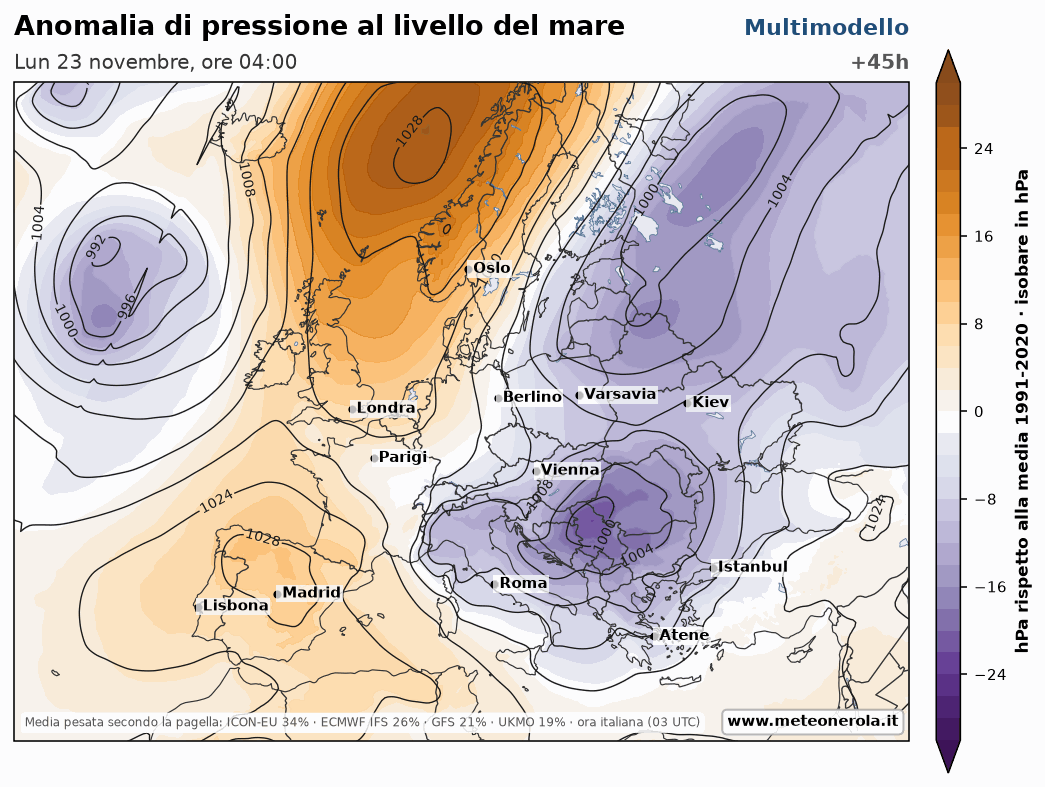 Anomalia di pressione al livello del mare
Multimodello
Lun 23 novembre, ore 04:00
+45h
1028
1008
1004
1000
1004
992
996
1000
Oslo
Berlino
Varsavia
Kiev
Londra
Parigi
Vienna
1024
1008
1024
1028
1000
1004
Istanbul
Roma
Madrid
Lisbona
Atene
24
16
8
0
−8
−16
−24
hPa rispetto alla media 1991-2020 · isobare in hPa
Media pesata secondo la pagella: ICON-EU 34% · ECMWF IFS 26% · GFS 21% · UKMO 19% · ora italiana (03 UTC)
www.meteonerola.it